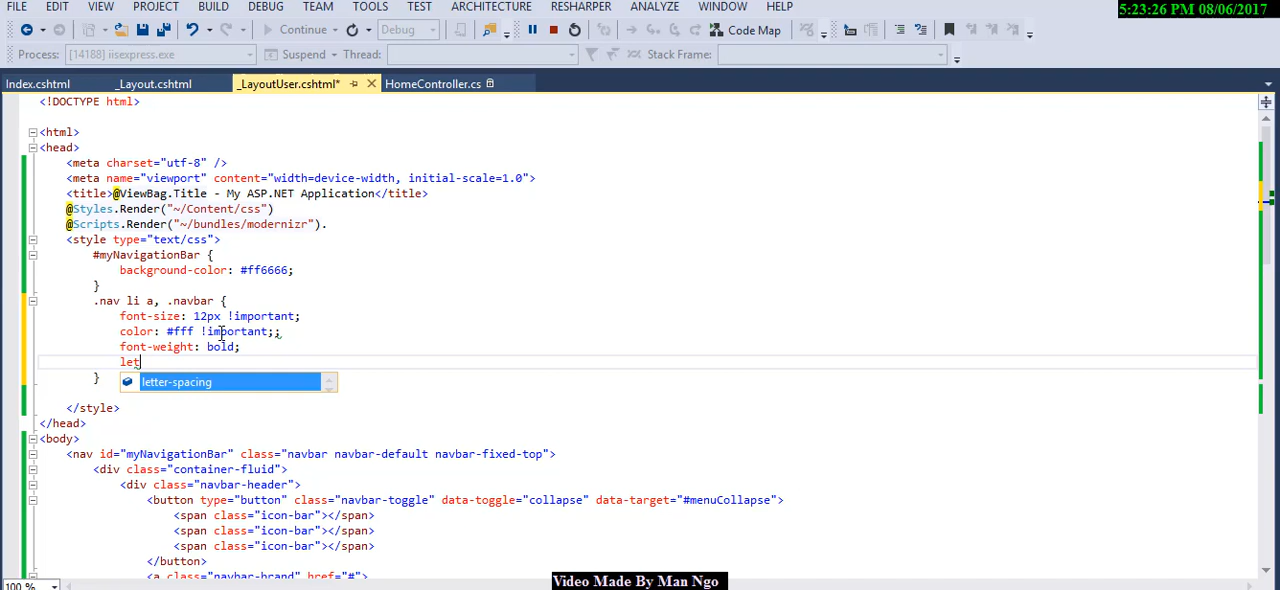 FILE EDIT VIEW PROJECT BUILD DEBUG TEAM TOOLS TEST ARCHITECTURE RESHARPER ANALYZE WINDOW HELP
5:23:26 PM 08/06/2017
Continue Debug Code Map
Process: [14188] iisexpress.exe Suspend Thread: Stack Frame:
Index.cshtml _Layout.cshtml _LayoutUser.cshtml* HomeController.cs
<!DOCTYPE html>
<html>
<head>
<meta charset="utf-8" />
<meta name="viewport" content="width=device-width, initial-scale=1.0">
<title>@ViewBag.Title - My ASP.NET Application</title>
@Styles.Render("~/Content/css")
@Scripts.Render("~/bundles/modernizr").
<style type="text/css">
#myNavigationBar {
background-color: #ff6666;
}
.nav li a, .navbar {
font-size: 12px !important;
color: #fff !important;;
font-weight: bold;
let
letter-spacing
}
</style>
</head>
<body>
<nav id="myNavigationBar" class="navbar navbar-default navbar-fixed-top">
<div class="container-fluid">
<div class="navbar-header">
<button type="button" class="navbar-toggle" data-toggle="collapse" data-target="#menuCollapse">
<span class="icon-bar"></span>
<span class="icon-bar"></span>
<span class="icon-bar"></span>
</button>
<a class="navbar-brand" href="#">
100 %
Video Made By Man Ngo